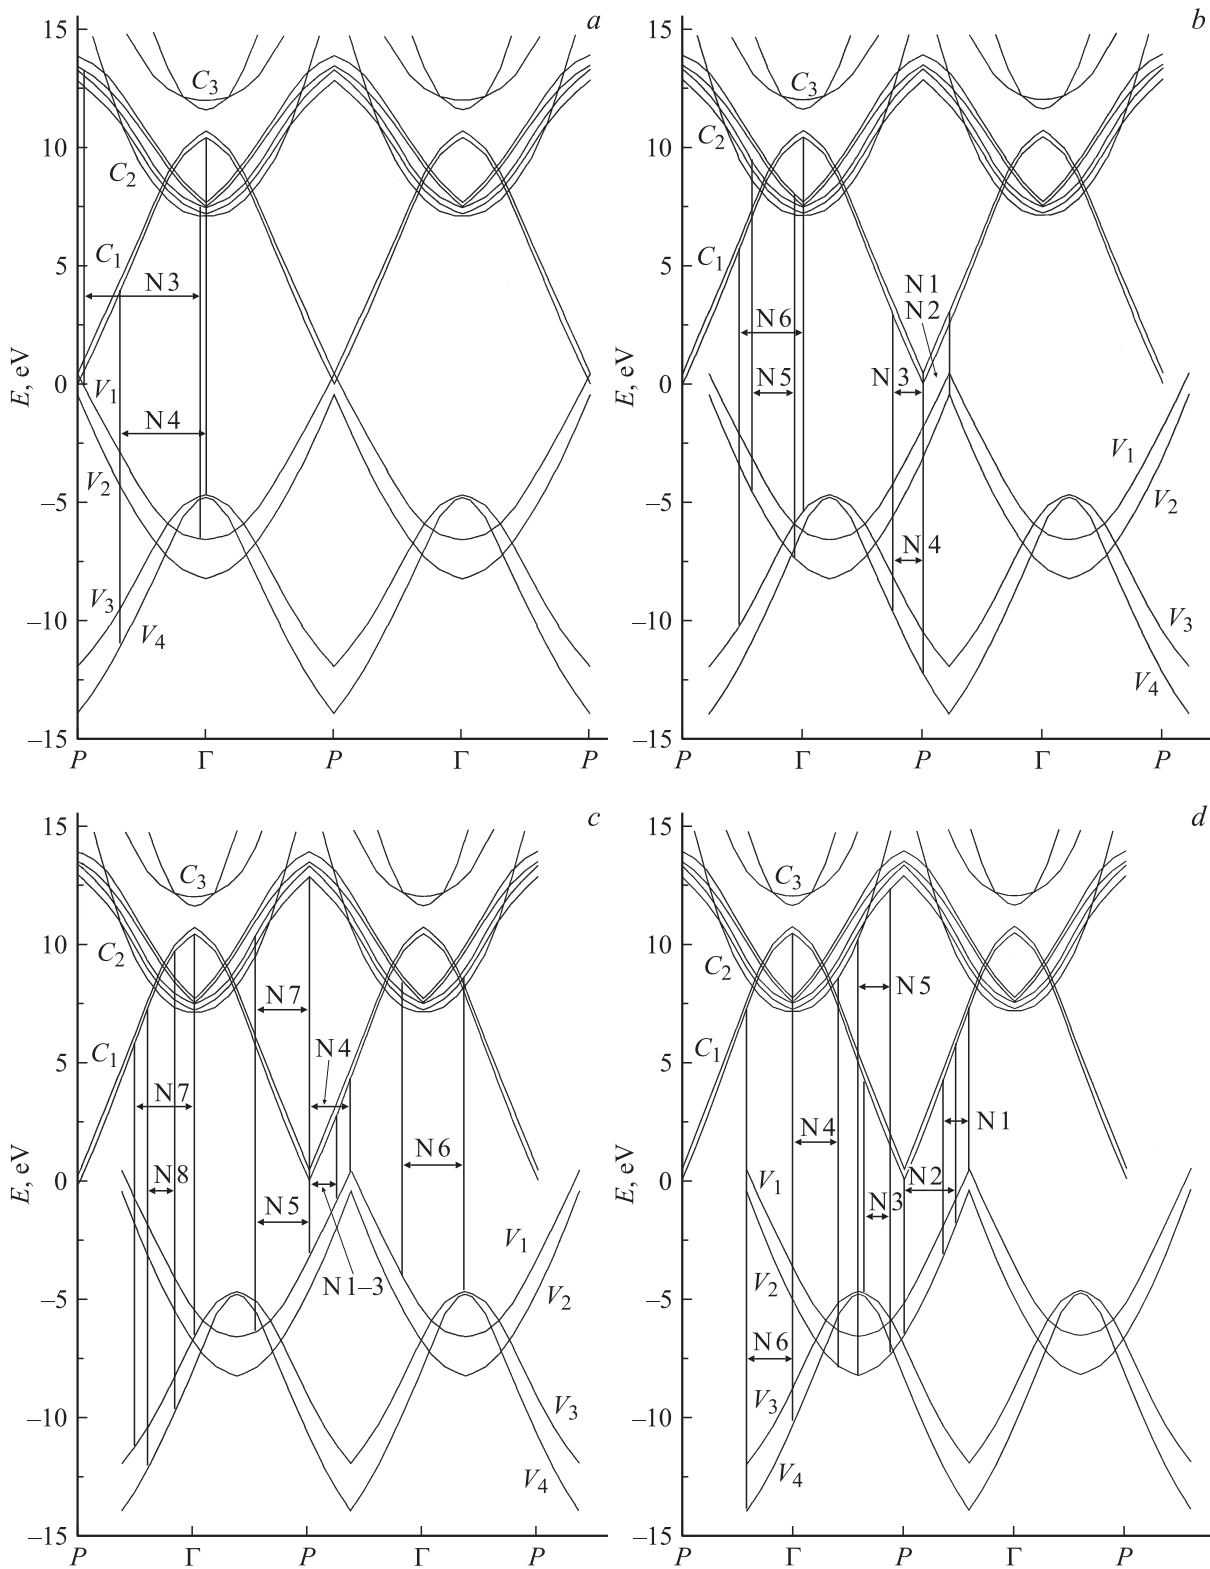 a
15
10
5
0
–5
–10
–15
E, eV
C3
C2
C1
N3
V1
N4
V2
V3
V4
P Γ P Γ P
b
15
10
5
0
–5
–10
–15
E, eV
C3
C2
C1
N1
N2
N6
N5
N3
V1
V2
N4
V3
V4
P Γ P Γ P
c
15
10
5
0
–5
–10
–15
E, eV
C3
C2
N7
C1
N4
N7
N6
N8
N5
V1
N1–3
V2
V3
V4
P Γ P Γ P
d
15
10
5
0
–5
–10
–15
E, eV
C3
C2
N5
C1
N1
N4
V1
N2
N3
V2
N6
V3
V4
P Γ P Γ P